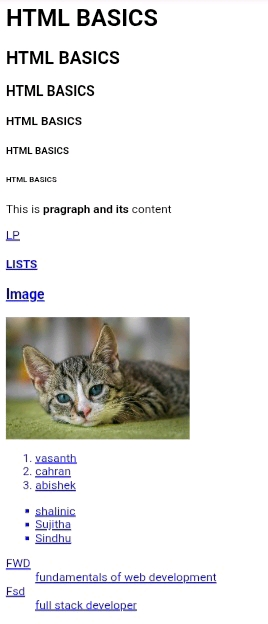 HTML BASICS
HTML BASICS
HTML BASICS
HTML BASICS
HTML BASICS
HTML BASICS
This is pragraph and its content
LP
LISTS
Image
1. vasanth
2. cahran
3. abishek
▪ shalinic
▪ Sujitha
▪ Sindhu
FWD
fundamentals of web development
Fsd
full stack developer